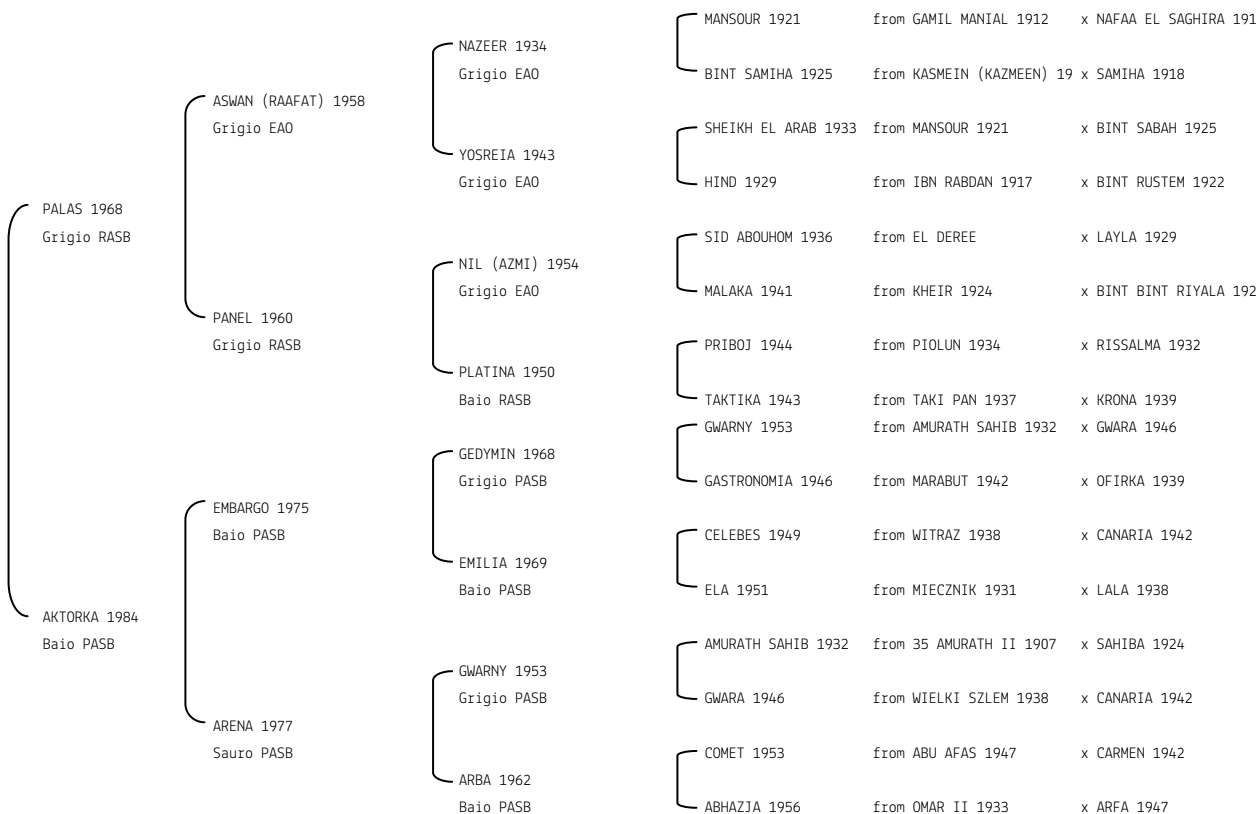 MANSOUR 1921 from GAMIL MANIAL 1912 x NAFAA EL SAGHIRA 191
NAZEER 1934
Grigio EAO
BINT SAMIHA 1925 from KASMEIN (KAZMEEN) 19 x SAMIHA 1918
ASWAN (RAAFAT) 1958
Grigio EAO
SHEIKH EL ARAB 1933 from MANSOUR 1921 x BINT SABAH 1925
YOSREIA 1943
Grigio EAO
HIND 1929 from IBN RABDAN 1917 x BINT RUSTEM 1922
PALAS 1968
Grigio RASB
SID ABOUHOM 1936 from EL DEREE x LAYLA 1929
NIL (AZMI) 1954
Grigio EAO
MALAKA 1941 from KHEIR 1924 x BINT BINT RIYALA 192
PANEL 1960
Grigio RASB
PRIBOJ 1944 from PIOLUN 1934 x RISSALMA 1932
PLATINA 1950
Baio RASB
TAKTIKA 1943 from TAKI PAN 1937 x KRONA 1939
GWARNY 1953 from AMURATH SAHIB 1932 x GWARA 1946
GEDYMIN 1968
Grigio PASB
GASTRONOMIA 1946 from MARABUT 1942 x OFIRKA 1939
EMBARGO 1975
Baio PASB
CELEBES 1949 from WITRAZ 1938 x CANARIA 1942
EMILIA 1969
Baio PASB
ELA 1951 from MIECZNIK 1931 x LALA 1938
AKTORKA 1984
Baio PASB
AMURATH SAHIB 1932 from 35 AMURATH II 1907 x SAHIBA 1924
GWARNY 1953
Grigio PASB
GWARA 1946 from WIELKI SZLEM 1938 x CANARIA 1942
ARENA 1977
Sauro PASB
COMET 1953 from ABU AFAS 1947 x CARMEN 1942
ARBA 1962
Baio PASB
ABHAZJA 1956 from OMAR II 1933 x ARFA 1947